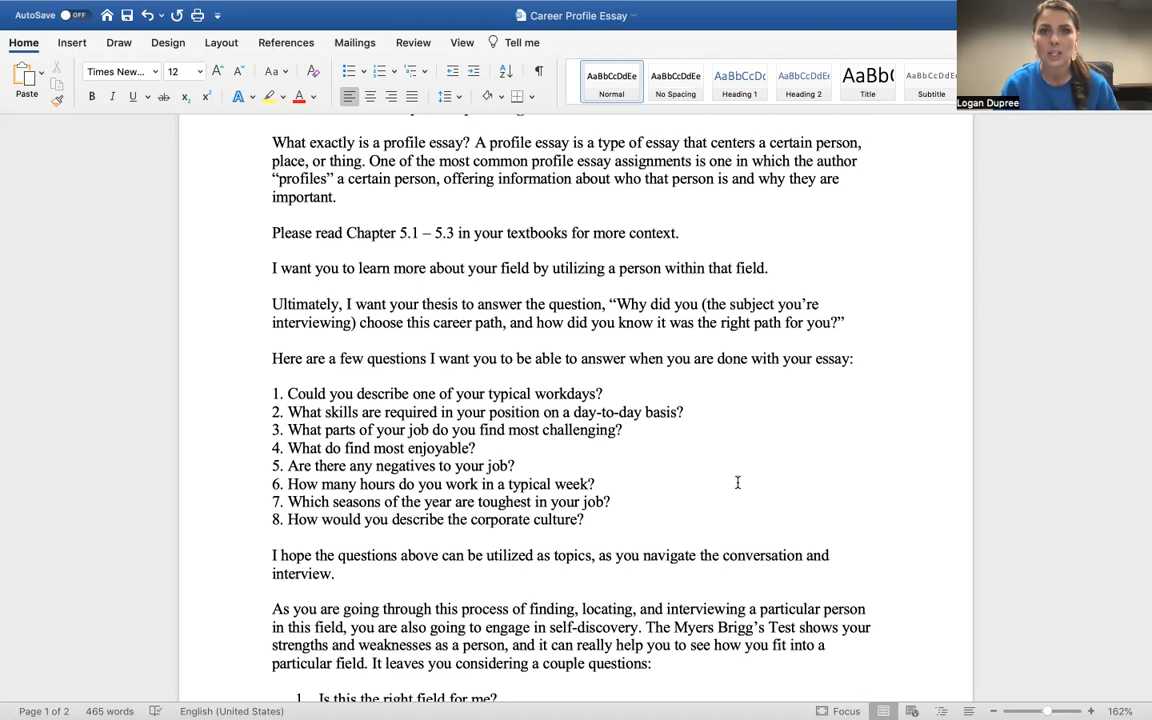 AutoSave OFF
Career Profile Essay
Home Insert Draw Design Layout References Mailings Review View Tell me
Paste
Times New... 12
Aa
B I U ab x₂ x² A A
AaBbCcDdEe Normal
AaBbCcDdEe No Spacing
AaBbCcDc Heading 1
AaBbCcDdEe Heading 2
AaBb( Title
AaBbCcDdEe Subtitle
Logan Dupree
What exactly is a profile essay? A profile essay is a type of essay that centers a certain person,
place, or thing. One of the most common profile essay assignments is one in which the author
“profiles” a certain person, offering information about who that person is and why they are
important.
Please read Chapter 5.1 – 5.3 in your textbooks for more context.
I want you to learn more about your field by utilizing a person within that field.
Ultimately, I want your thesis to answer the question, “Why did you (the subject you’re
interviewing) choose this career path, and how did you know it was the right path for you?”
Here are a few questions I want you to be able to answer when you are done with your essay:
1. Could you describe one of your typical workdays?
2. What skills are required in your position on a day-to-day basis?
3. What parts of your job do you find most challenging?
4. What do find most enjoyable?
5. Are there any negatives to your job?
6. How many hours do you work in a typical week?
7. Which seasons of the year are toughest in your job?
8. How would you describe the corporate culture?
I hope the questions above can be utilized as topics, as you navigate the conversation and
interview.
As you are going through this process of finding, locating, and interviewing a particular person
in this field, you are also going to engage in self-discovery. The Myers Brigg’s Test shows your
strengths and weaknesses as a person, and it can really help you to see how you fit into a
particular field. It leaves you considering a couple questions:
1. Is this the right field for me?
Page 1 of 2 465 words English (United States) Focus 162%